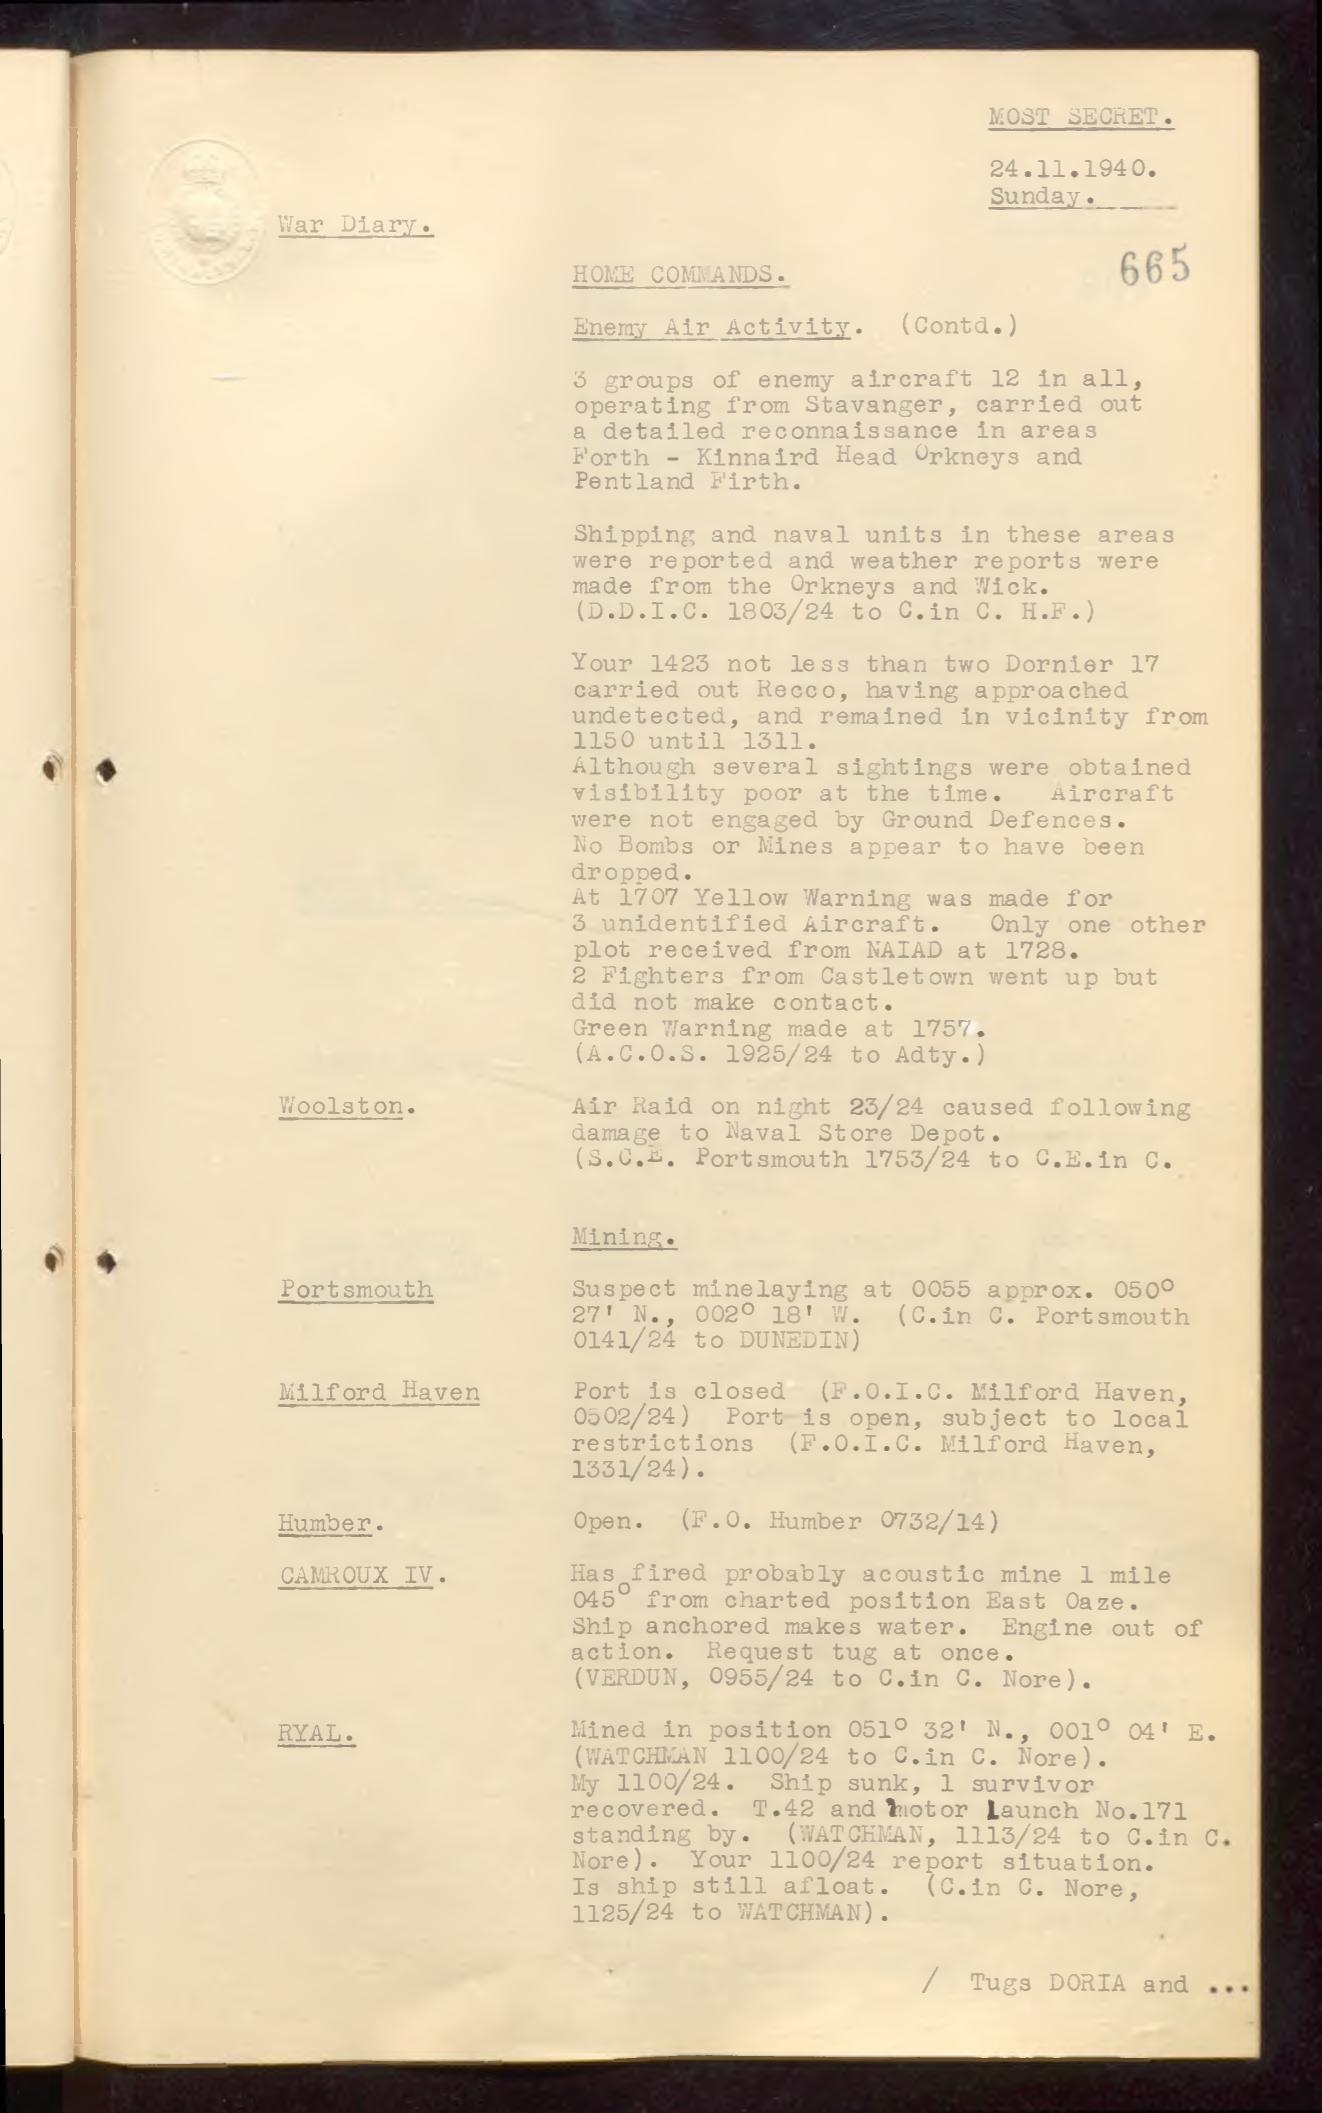 MOST SECRET.
24.11.1940.
Sunday.
War Diary.
665
HOME COMMANDS.
Enemy Air Activity. (Contd.)
3 groups of enemy aircraft 12 in all,
operating from Stavanger, carried out
a detailed reconnaissance in areas
Forth - Kinnaird Head Orkneys and
Pentland Firth.
Shipping and naval units in these areas
were reported and weather reports were
made from the Orkneys and Wick.
(D.D.I.C. 1803/24 to C.in C. H.F.)
Your 1423 not less than two Dornier 17
carried out Recco, having approached
undetected, and remained in vicinity from
1150 until 1311.
Although several sightings were obtained
visibility poor at the time. Aircraft
were not engaged by Ground Defences.
No Bombs or Mines appear to have been
dropped.
At 1707 Yellow Warning was made for
3 unidentified Aircraft. Only one other
plot received from NAIAD at 1728.
2 Fighters from Castletown went up but
did not make contact.
Green Warning made at 1757.
(A.C.O.S. 1925/24 to Adty.)
Woolston. Air Raid on night 23/24 caused following
damage to Naval Store Depot.
(S.C.E. Portsmouth 1753/24 to C.E.in C.
Mining.
Portsmouth Suspect minelaying at 0055 approx. 050°
27' N., 002° 18' W. (C.in C. Portsmouth
0141/24 to DUNEDIN)
Milford Haven Port is closed (F.O.I.C. Milford Haven,
0502/24) Port is open, subject to local
restrictions (F.O.I.C. Milford Haven,
1331/24).
Humber. Open. (F.O. Humber 0732/14)
CAMROUX IV. Has fired probably acoustic mine 1 mile
045° from charted position East Oaze.
Ship anchored makes water. Engine out of
action. Request tug at once.
(VERDUN, 0955/24 to C.in C. Nore).
RYAL. Mined in position 051° 32' N., 001° 04' E.
(WATCHMAN 1100/24 to C.in C. Nore).
My 1100/24. Ship sunk, 1 survivor
recovered. T.42 and motor Launch No.171
standing by. (WATCHMAN, 1113/24 to C.in C.
Nore). Your 1100/24 report situation.
Is ship still afloat. (C.in C. Nore,
1125/24 to WATCHMAN).
/ Tugs DORIA and ...